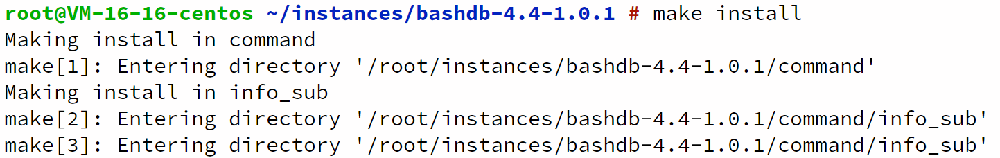 root@VM-16-16-centos ~/instances/bashdb-4.4-1.0.1 # make install
Making install in command
make[1]: Entering directory '/root/instances/bashdb-4.4-1.0.1/command'
Making install in info_sub
make[2]: Entering directory '/root/instances/bashdb-4.4-1.0.1/command/info_sub'
make[3]: Entering directory '/root/instances/bashdb-4.4-1.0.1/command/info_sub'